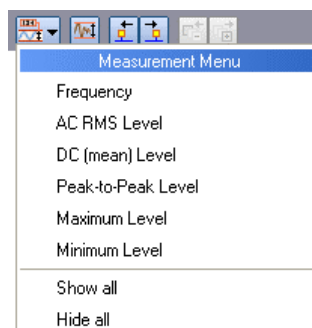 Measurement Menu
Frequency
AC RMS Level
DC (mean) Level
Peak-to-Peak Level
Maximum Level
Minimum Level
Show all
Hide all